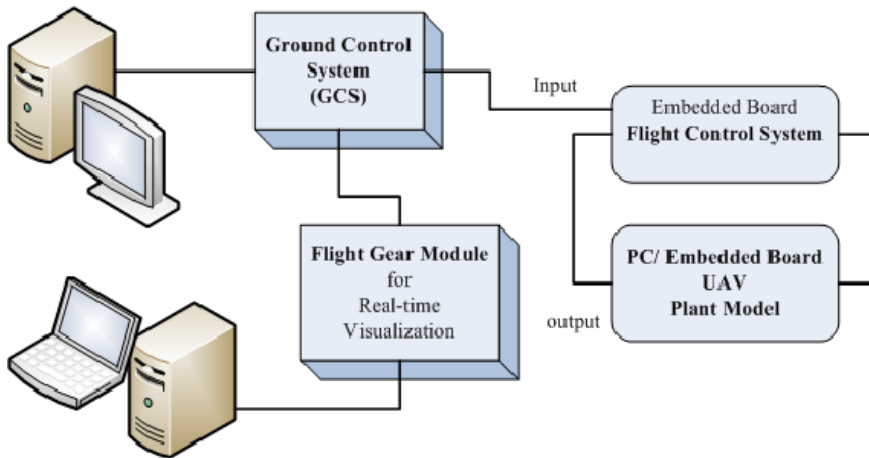 Ground Control
System
(GCS)
Input
Embedded Board
Flight Control System
Flight Gear Module
for
Real-time
Visualization
PC/ Embedded Board
UAV
Plant Model
output